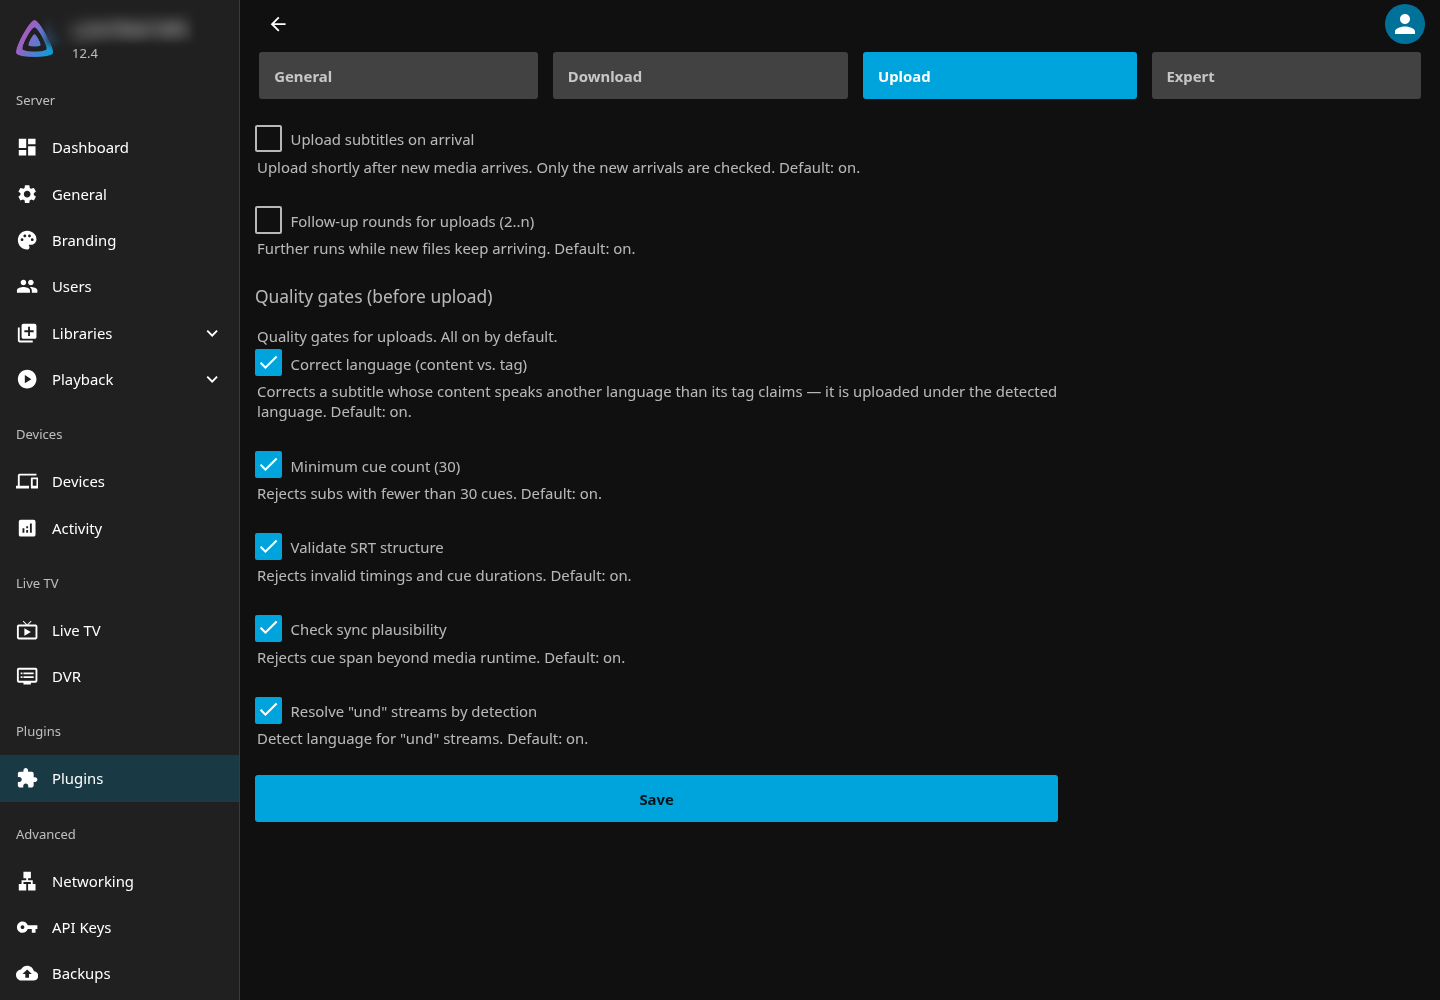 12.4
Server
Dashboard
General
Branding
Users
Libraries
Playback
Devices
Devices
Activity
Live TV
Live TV
DVR
Plugins
Plugins
Advanced
Networking
API Keys
Backups
General
Download
Upload
Expert
Upload subtitles on arrival
Upload shortly after new media arrives. Only the new arrivals are checked. Default: on.
Follow-up rounds for uploads (2..n)
Further runs while new files keep arriving. Default: on.
Quality gates (before upload)
Quality gates for uploads. All on by default.
Correct language (content vs. tag)
Corrects a subtitle whose content speaks another language than its tag claims — it is uploaded under the detected
language. Default: on.
Minimum cue count (30)
Rejects subs with fewer than 30 cues. Default: on.
Validate SRT structure
Rejects invalid timings and cue durations. Default: on.
Check sync plausibility
Rejects cue span beyond media runtime. Default: on.
Resolve "und" streams by detection
Detect language for "und" streams. Default: on.
Save